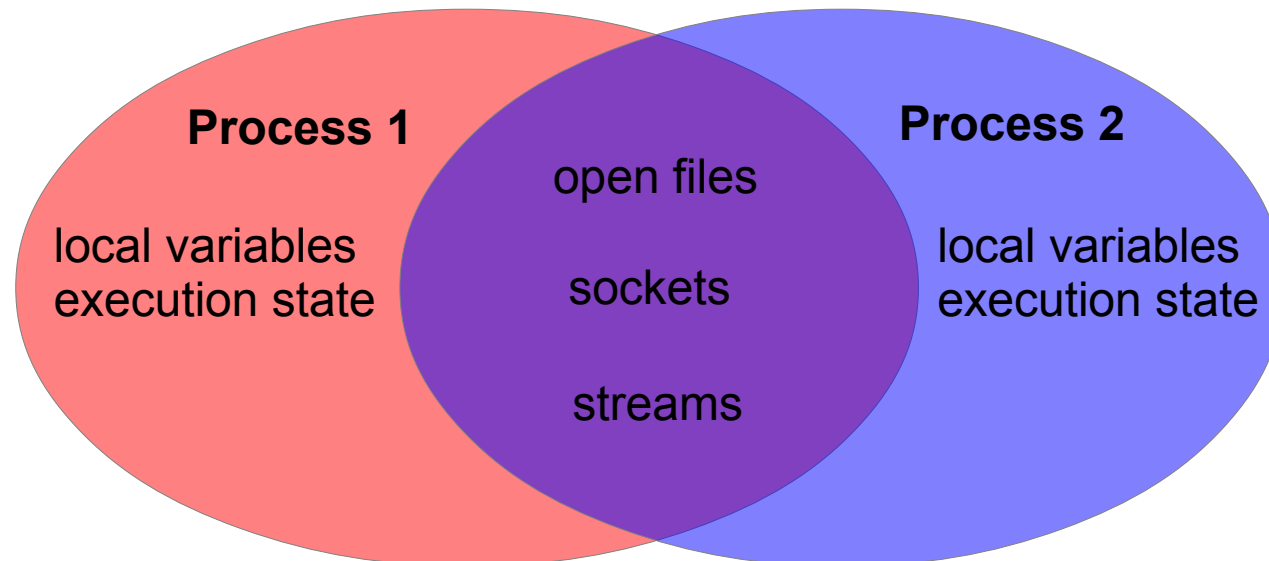 Process 1
local variables
execution state
open files
sockets
streams
Process 2
local variables
execution state